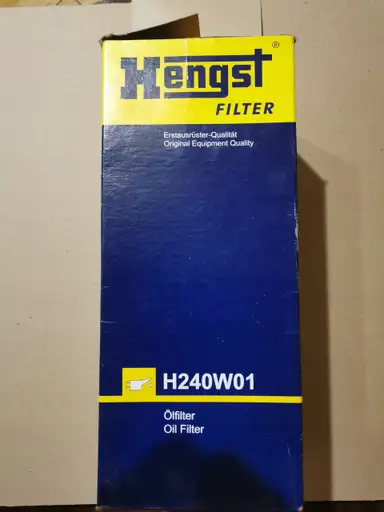 Hengst®
FILTER
Erstausrüster-Qualität
Original Equipment Quality
H240W01
Ölfilter
Oil Filter